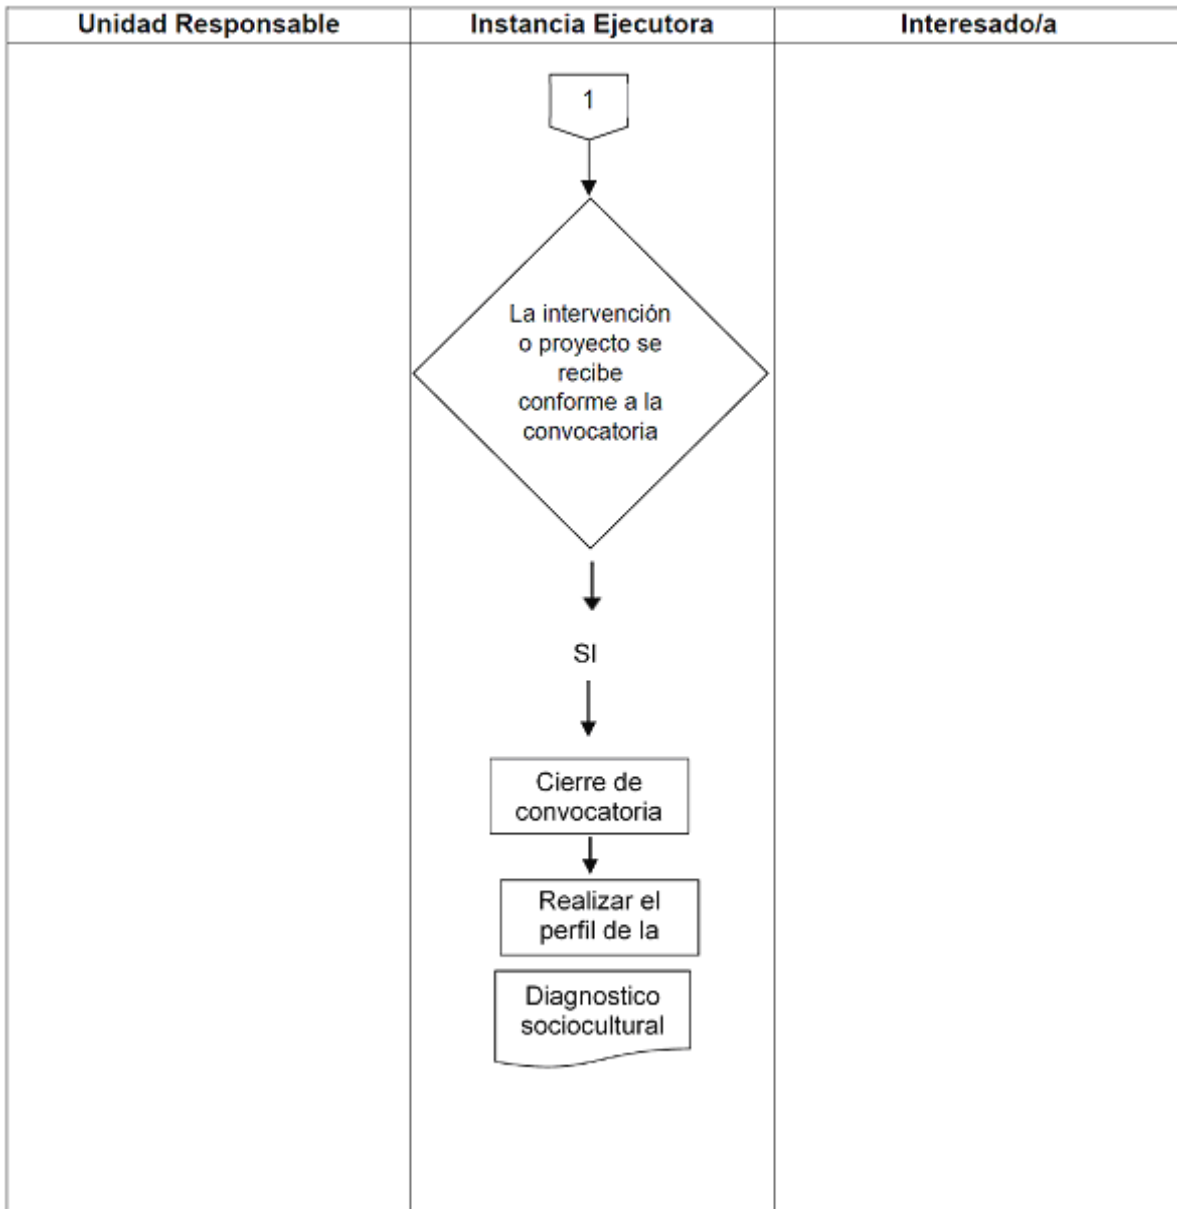 Unidad Responsable
Instancia Ejecutora
Interesado/a
1
La intervención
o proyecto se
recibe
conforme a la
convocatoria
SI
Cierre de
convocatoria
Realizar el
perfil de la
Diagnostico
sociocultural